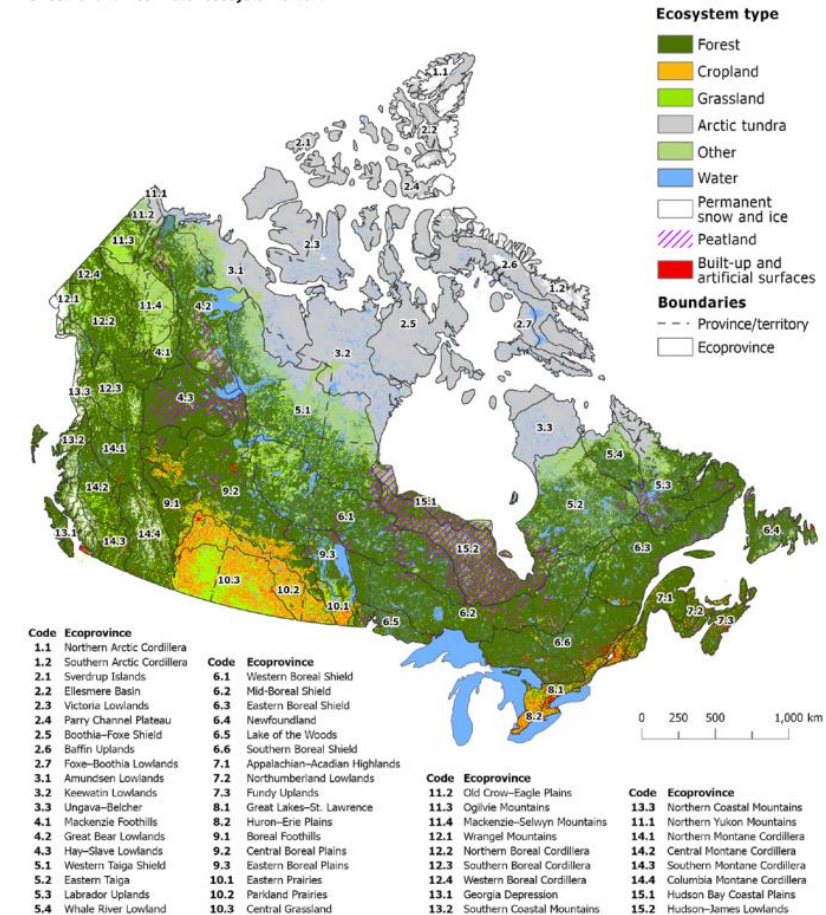 Ecosystem type
Forest
Cropland
Grassland
Arctic tundra
Other
Water
Permanent
snow and ice
Peatland
Built-up and
artificial surfaces
Boundaries
Province/territory
Ecoprovince
1.1
2.2
2.1
2.4
11.1
11.2
11.3
2.3
3.1
2.6
12.4
1.2
12.1
11.4
4.2
12.2
2.5
2.7
4.1
3.2
13.3
12.3
4.3
5.1
3.3
13.2
14.1
5.4
14.2
9.2
5.3
9.1
15.1
5.2
6.1
13.1
14.3
14.4
15.2
6.3
6.4
9.3
10.3
10.2
10.1
6.2
6.5
7.1
7.2
7.3
6.6
8.1
8.2
0 250 500 1,000 km
Code Ecoprovince
1.1 Northern Arctic Cordillera
1.2 Southern Arctic Cordillera
2.1 Sverdrup Islands
2.2 Ellesmere Basin
2.3 Victoria Lowlands
2.4 Parry Channel Plateau
2.5 Boothia–Foxe Shield
2.6 Baffin Uplands
2.7 Foxe–Boothia Lowlands
3.1 Amundsen Lowlands
3.2 Keewatin Lowlands
3.3 Ungava–Belcher
4.1 Mackenzie Foothills
4.2 Great Bear Lowlands
4.3 Hay–Slave Lowlands
5.1 Western Taiga Shield
5.2 Eastern Taiga
5.3 Labrador Uplands
5.4 Whale River Lowland
Code Ecoprovince
6.1 Western Boreal Shield
6.2 Mid-Boreal Shield
6.3 Eastern Boreal Shield
6.4 Newfoundland
6.5 Lake of the Woods
6.6 Southern Boreal Shield
7.1 Appalachian–Acadian Highlands
7.2 Northumberland Lowlands
7.3 Fundy Uplands
8.1 Great Lakes–St. Lawrence
8.2 Huron–Erie Plains
9.1 Boreal Foothills
9.2 Central Boreal Plains
9.3 Eastern Boreal Plains
10.1 Eastern Prairies
10.2 Parkland Prairies
10.3 Central Grassland
Code Ecoprovince
11.2 Old Crow–Eagle Plains
11.3 Ogilvie Mountains
11.4 Mackenzie–Selwyn Mountains
12.1 Wrangel Mountains
12.2 Northern Boreal Cordillera
12.3 Southern Boreal Cordillera
12.4 Western Boreal Cordillera
13.1 Georgia Depression
13.2 Southern Coastal Mountains
Code Ecoprovince
13.3 Northern Coastal Mountains
11.1 Northern Yukon Mountains
14.1 Northern Montane Cordillera
14.2 Central Montane Cordillera
14.3 Southern Montane Cordillera
14.4 Columbia Montane Cordillera
15.1 Hudson Bay Coastal Plains
15.2 Hudson–James Lowlands